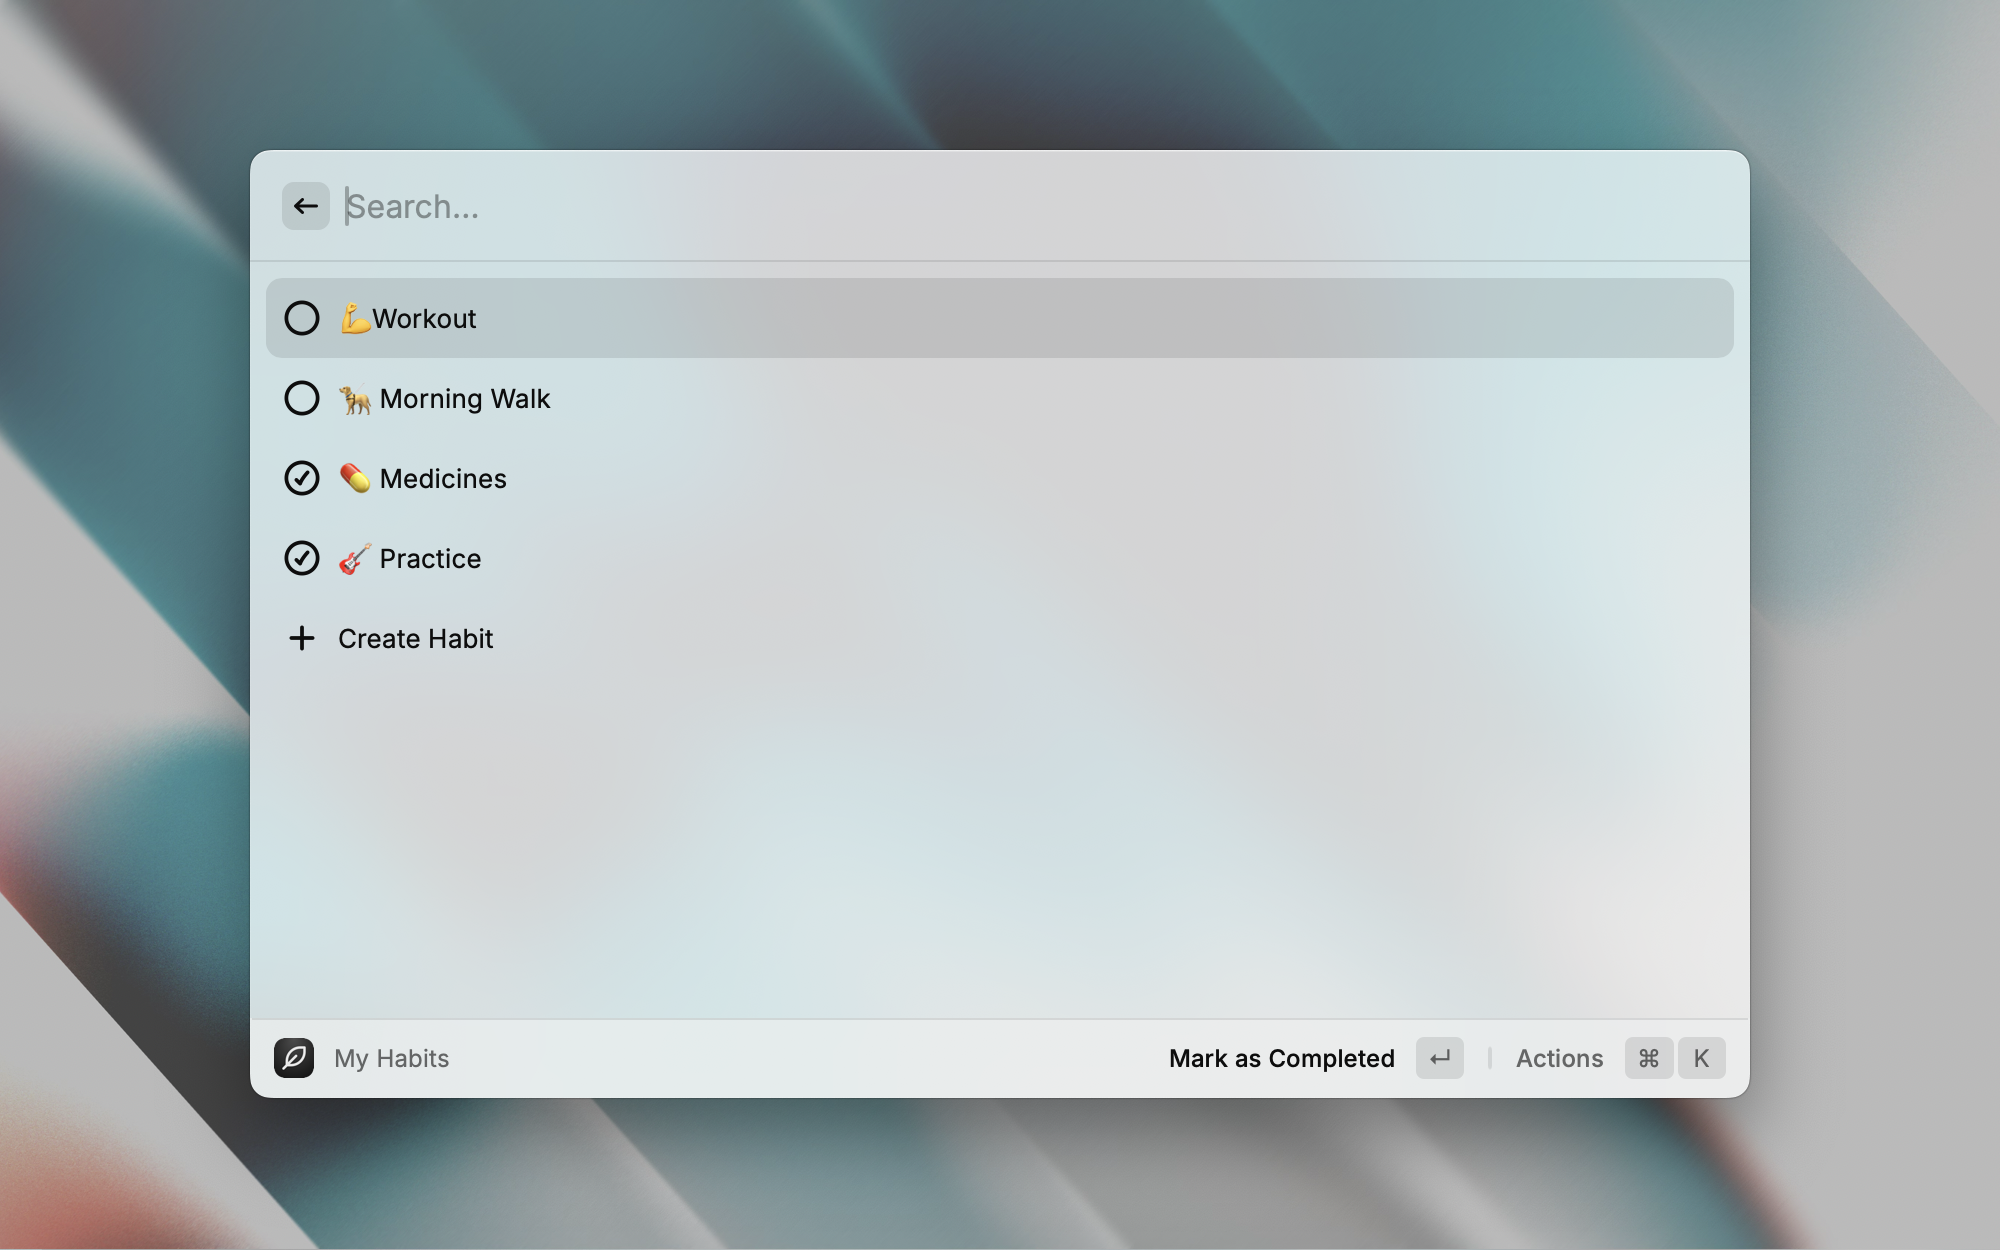 Search...
💪Workout
🐕‍🦺 Morning Walk
💊 Medicines
🎸 Practice
Create Habit
My Habits
Mark as Completed
Actions ⌘ K